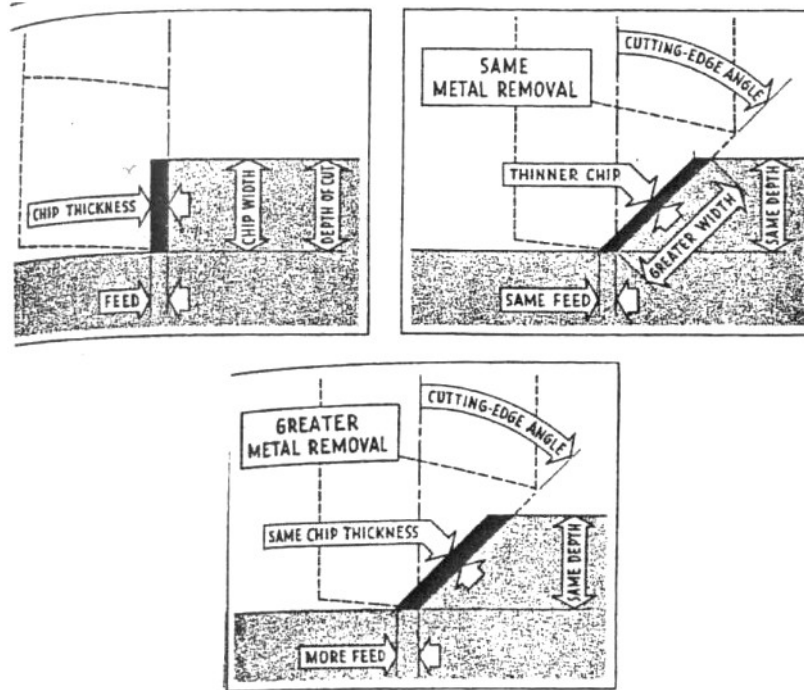 CHIP THICKNESS
CHIP WIDTH
DEPTH OF CUT
FEED
CUTTING-EDGE ANGLE
SAME
METAL REMOVAL
THINNER CHIP
GREATER WIDTH
SAME DEPTH
SAME FEED
CUTTING-EDGE ANGLE
GREATER
METAL REMOVAL
SAME CHIP THICKNESS
SAME DEPTH
MORE FEED